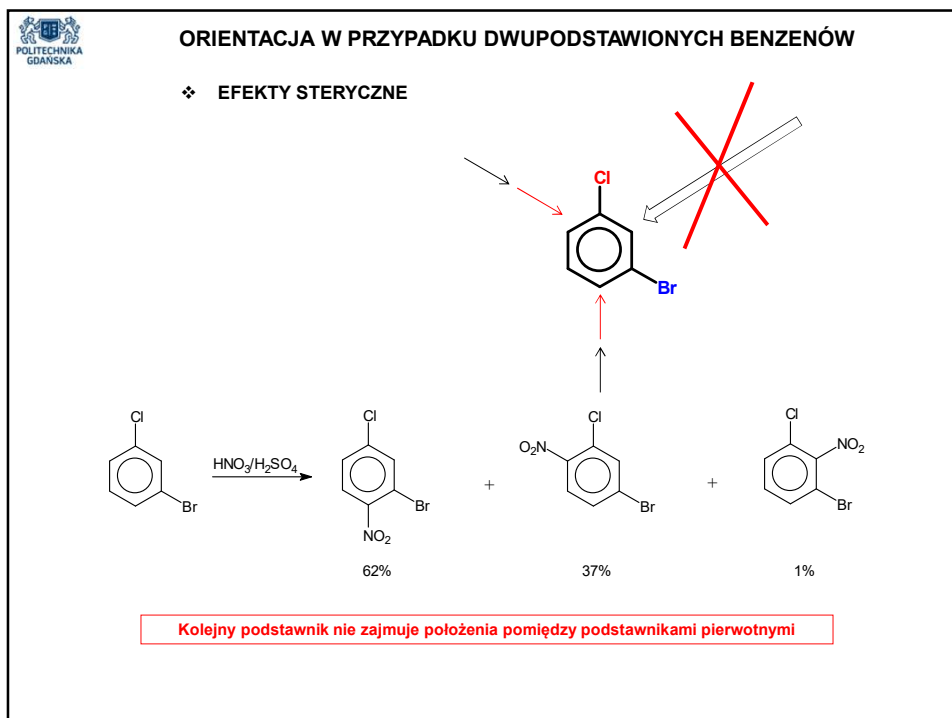 POLITECHNIKA
GDAŃSKA
ORIENTACJA W PRZYPADKU DWUPODSTAWIONYCH BENZENÓW
❖ EFEKTY STERYCZNE
Cl
Br
Cl
Br
HNO3/H2SO4
Cl
Br
NO2
62%
+
O2N
Cl
Br
37%
+
Cl
NO2
Br
1%
Kolejny podstawnik nie zajmuje położenia pomiędzy podstawnikami pierwotnymi